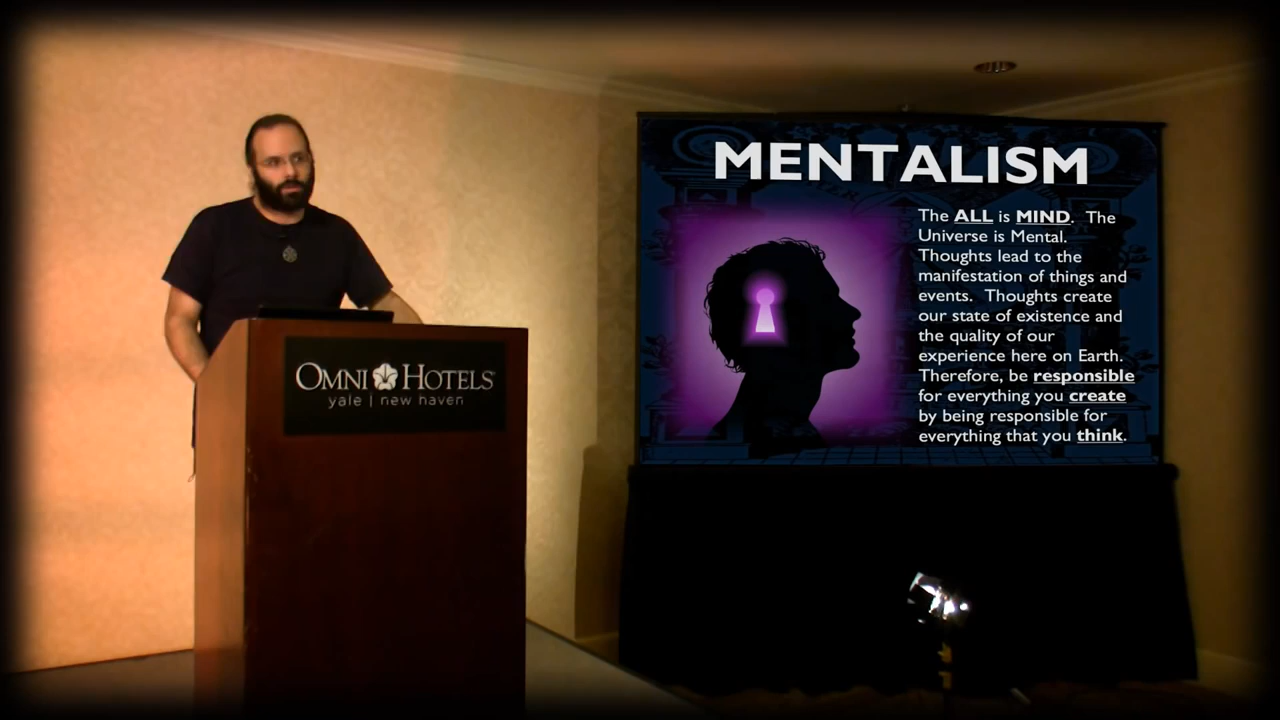 OMNI HOTELS
yale | new haven
MENTALISM
The ALL is MIND. The
Universe is Mental.
Thoughts lead to the
manifestation of things and
events. Thoughts create
our state of existence and
the quality of our
experience here on Earth.
Therefore, be responsible
for everything you create
by being responsible for
everything that you think.